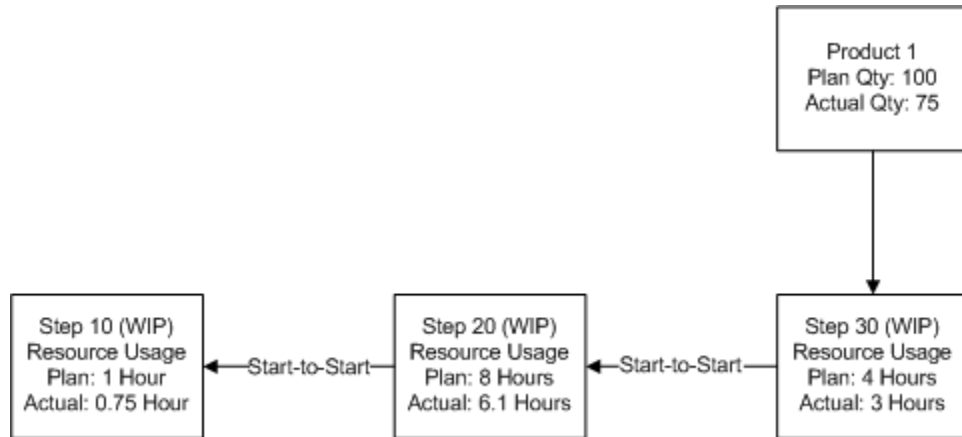 Product 1
Plan Qty: 100
Actual Qty: 75
Step 10 (WIP)
Resource Usage
Plan: 1 Hour
Actual: 0.75 Hour
Start-to-Start
Step 20 (WIP)
Resource Usage
Plan: 8 Hours
Actual: 6.1 Hours
Start-to-Start
Step 30 (WIP)
Resource Usage
Plan: 4 Hours
Actual: 3 Hours